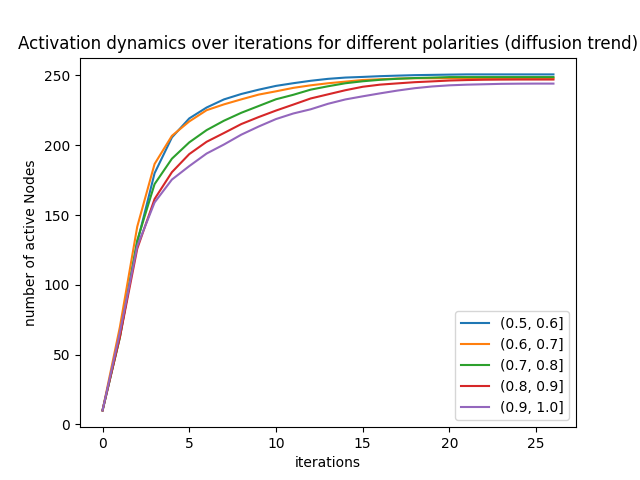 Activation dynamics over iterations for different polarities (diffusion trend)
number of active Nodes
250
200
150
100
50
0
0 5 10 15 20 25
iterations
(0.5, 0.6]
(0.6, 0.7]
(0.7, 0.8]
(0.8, 0.9]
(0.9, 1.0]